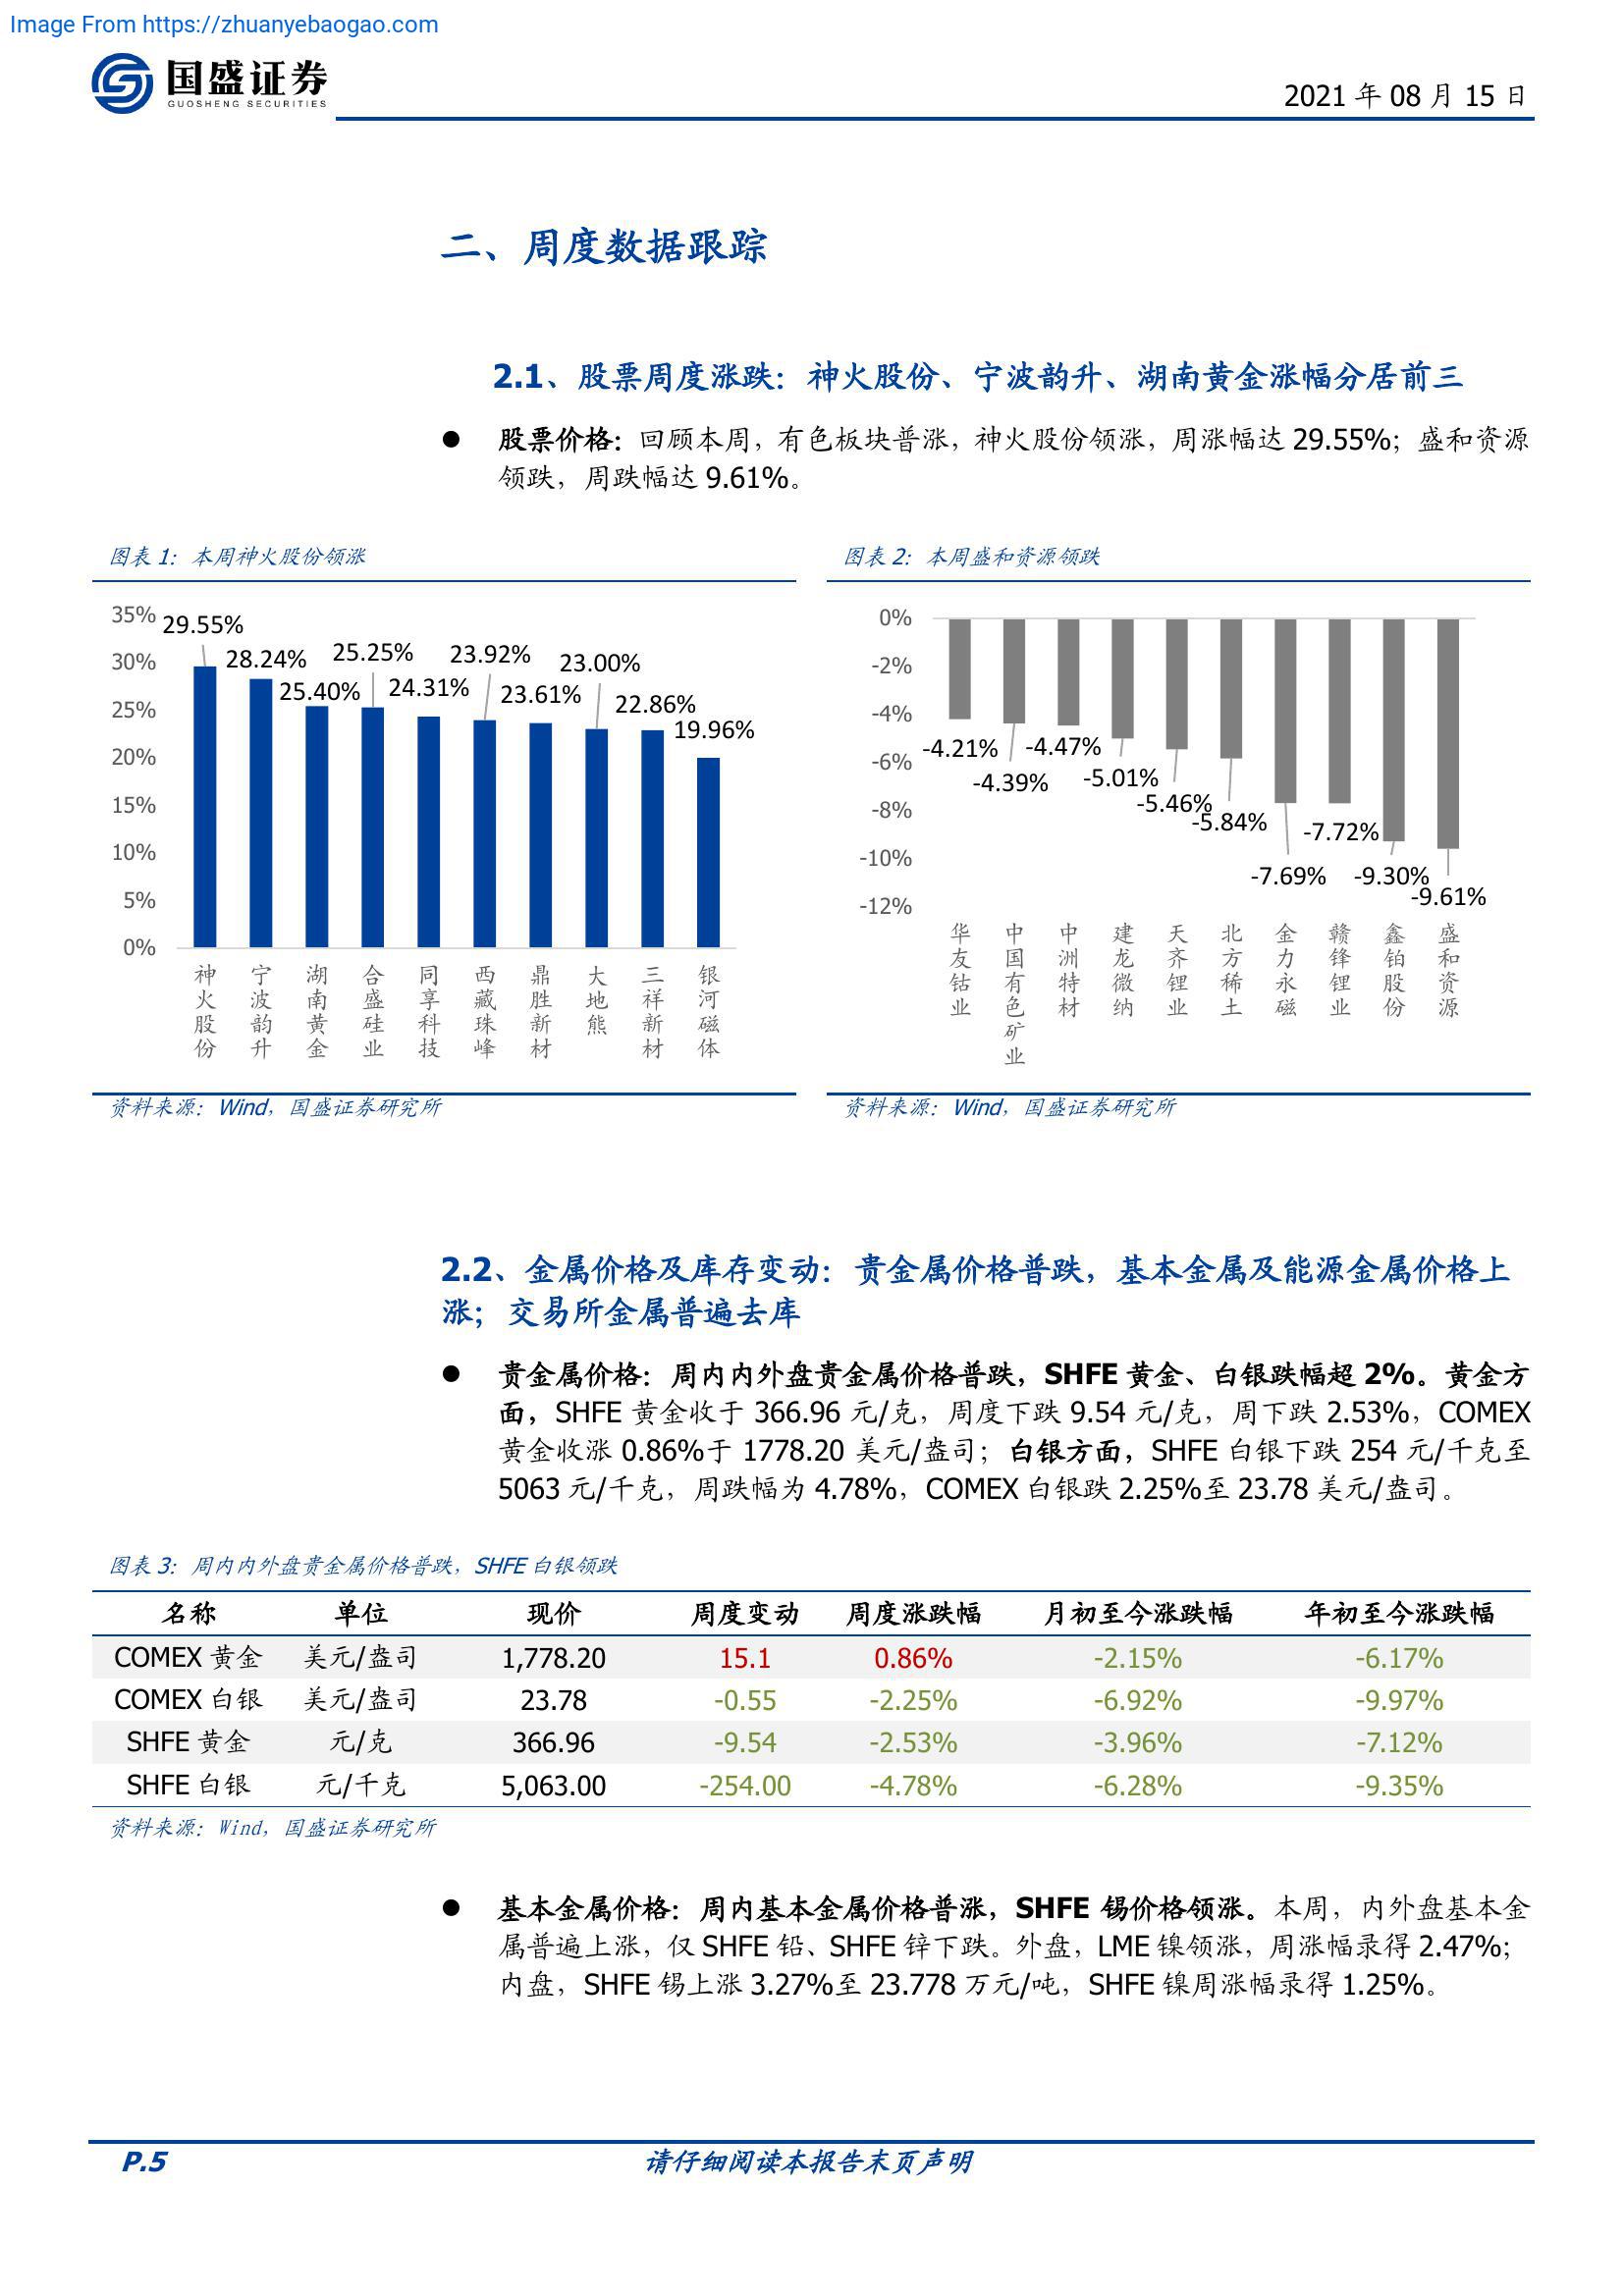 Image From https://zhuanyebaogao.com
国盛证券
GUOSHENG SECURITIES
2021 年 08 月 15 日
二、周度数据跟踪
2.1、股票周度涨跌：神火股份、宁波韵升、湖南黄金涨幅分居前三
● 股票价格：回顾本周，有色板块普涨，神火股份领涨，周涨幅达 29.55%；盛和资源
领跌，周跌幅达 9.61%。
图表 1：本周神火股份领涨
35%
30%
25%
20%
15%
10%
5%
0%
29.55%
28.24%
25.40%
25.25%
24.31%
23.92%
23.61%
23.00%
22.86%
19.96%
神火股份
宁波韵升
湖南黄金
合盛硅业
同享科技
西藏珠峰
鼎胜新材
大地熊
三祥新材
银河磁体
资料来源：Wind，国盛证券研究所
图表 2：本周盛和资源领跌
0%
-2%
-4%
-6%
-8%
-10%
-12%
-4.21%
-4.39%
-4.47%
-5.01%
-5.46%
-5.84%
-7.69%
-7.72%
-9.30%
-9.61%
华友钴业
中国有色矿业
中洲特材
建龙微纳
天齐锂业
北方稀土
金力永磁
赣锋锂业
鑫铂股份
盛和资源
资料来源：Wind，国盛证券研究所
2.2、金属价格及库存变动：贵金属价格普跌，基本金属及能源金属价格上
涨；交易所金属普遍去库
● 贵金属价格：周内内外盘贵金属价格普跌，SHFE 黄金、白银跌幅超 2%。黄金方
面，SHFE 黄金收于 366.96 元/克，周度下跌 9.54 元/克，周下跌 2.53%，COMEX
黄金收涨 0.86%于 1778.20 美元/盎司；白银方面，SHFE 白银下跌 254 元/千克至
5063 元/千克，周跌幅为 4.78%，COMEX 白银跌 2.25%至 23.78 美元/盎司。
图表 3：周内内外盘贵金属价格普跌，SHFE 白银领跌
名称 单位 现价 周度变动 周度涨跌幅 月初至今涨跌幅 年初至今涨跌幅
COMEX 黄金 美元/盎司 1,778.20 15.1 0.86% -2.15% -6.17%
COMEX 白银 美元/盎司 23.78 -0.55 -2.25% -6.92% -9.97%
SHFE 黄金 元/克 366.96 -9.54 -2.53% -3.96% -7.12%
SHFE 白银 元/千克 5,063.00 -254.00 -4.78% -6.28% -9.35%
资料来源：Wind，国盛证券研究所
● 基本金属价格：周内基本金属价格普涨，SHFE 锡价格领涨。本周，内外盘基本金
属普遍上涨，仅 SHFE 铅、SHFE 锌下跌。外盘，LME 镍领涨，周涨幅录得 2.47%；
内盘，SHFE 锡上涨 3.27%至 23.778 万元/吨，SHFE 镍周涨幅录得 1.25%。
P.5
请仔细阅读本报告末页声明